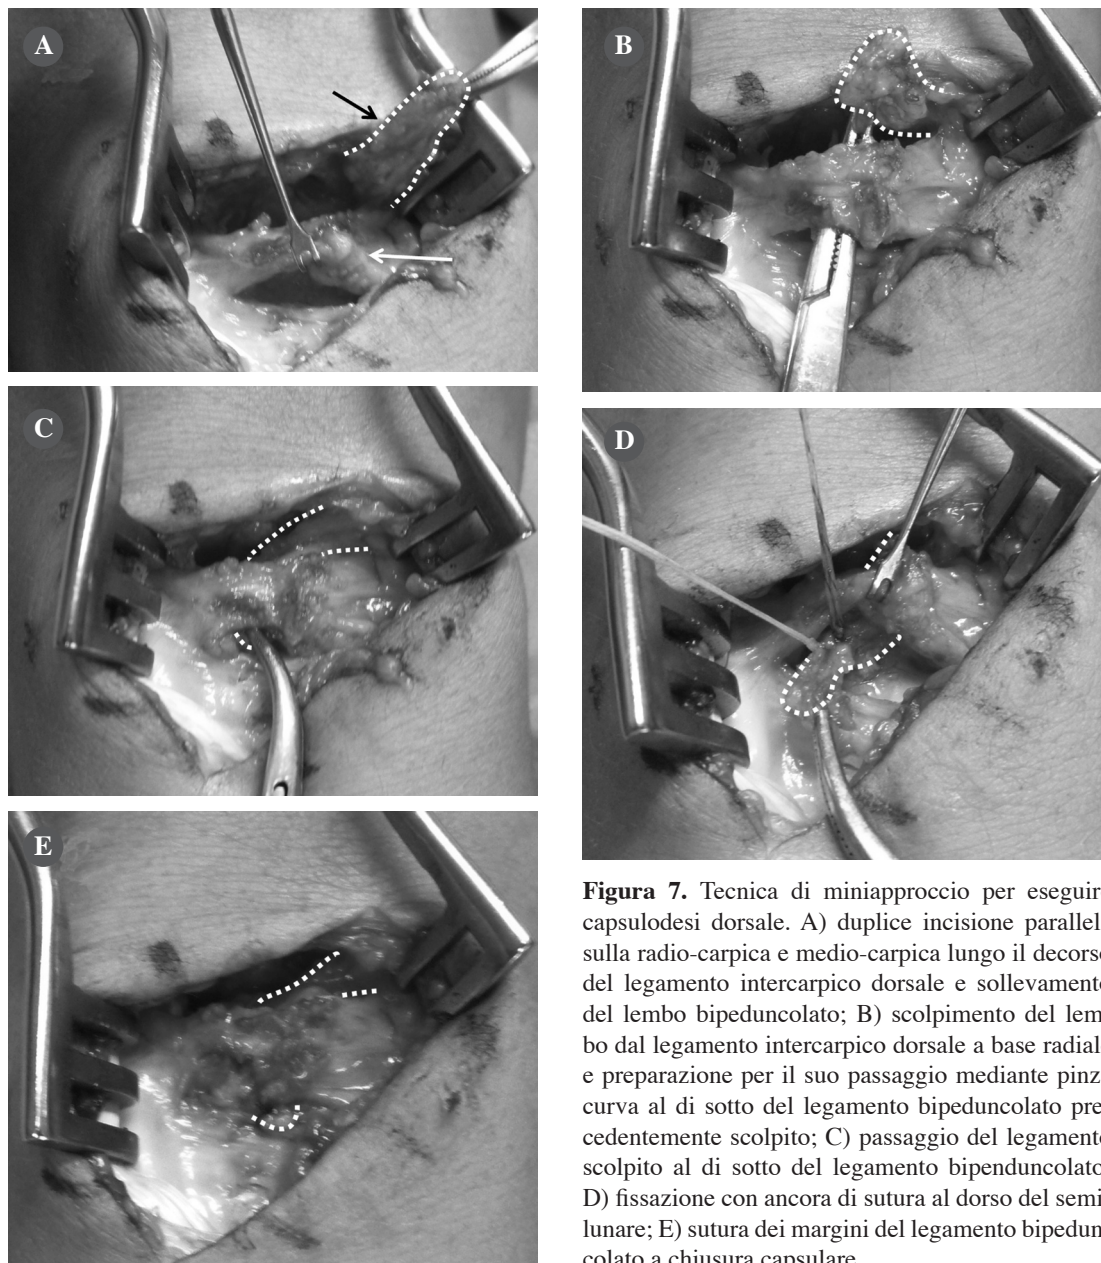 A
B
C
D
E
Figura 7. Tecnica di miniapproccio per eseguir
capsulodesi dorsale. A) duplice incisione parallel
sulla radio-carpica e medio-carpica lungo il decors
del legamento intercarpico dorsale e sollevament
del lembo bipeduncolato; B) scolpimento del lem
bo dal legamento intercarpico dorsale a base radial
e preparazione per il suo passaggio mediante pinz
curva al di sotto del legamento bipeduncolato pre
cedentemente scolpito; C) passaggio del legament
scolpito al di sotto del legamento bipenduncolato
D) fissazione con ancora di sutura al dorso del semi
lunare; E) sutura dei margini del legamento bipedun
colato a chiusura capsulare